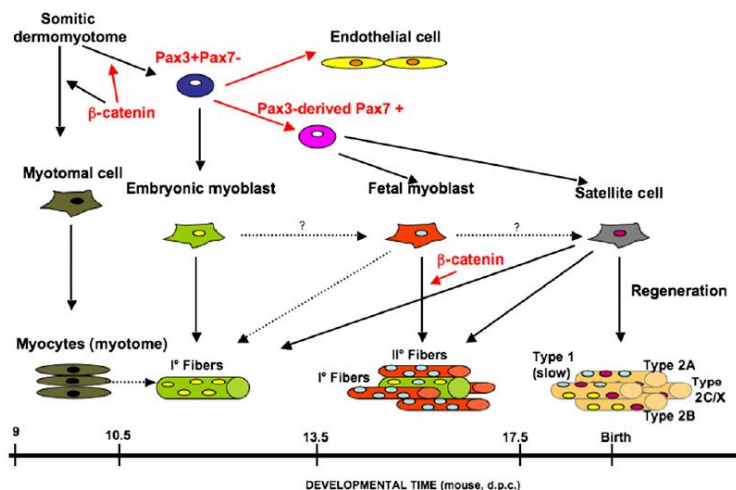 Somitic
dermomyotome
Endothelial cell
Pax3+Pax7-
β-catenin
Pax3-derived Pax7 +
Myotomal cell
Embryonic myoblast
Fetal myoblast
Satellite cell
?
?
β-catenin
Regeneration
Myocytes (myotome)
I° Fibers
I° Fibers
II° Fibers
Type 1
(slow)
Type 2A
Type
2C/X
Type 2B
9
10.5
13.5
17.5
Birth
DEVELOPMENTAL TIME (mouse, d.p.c.)